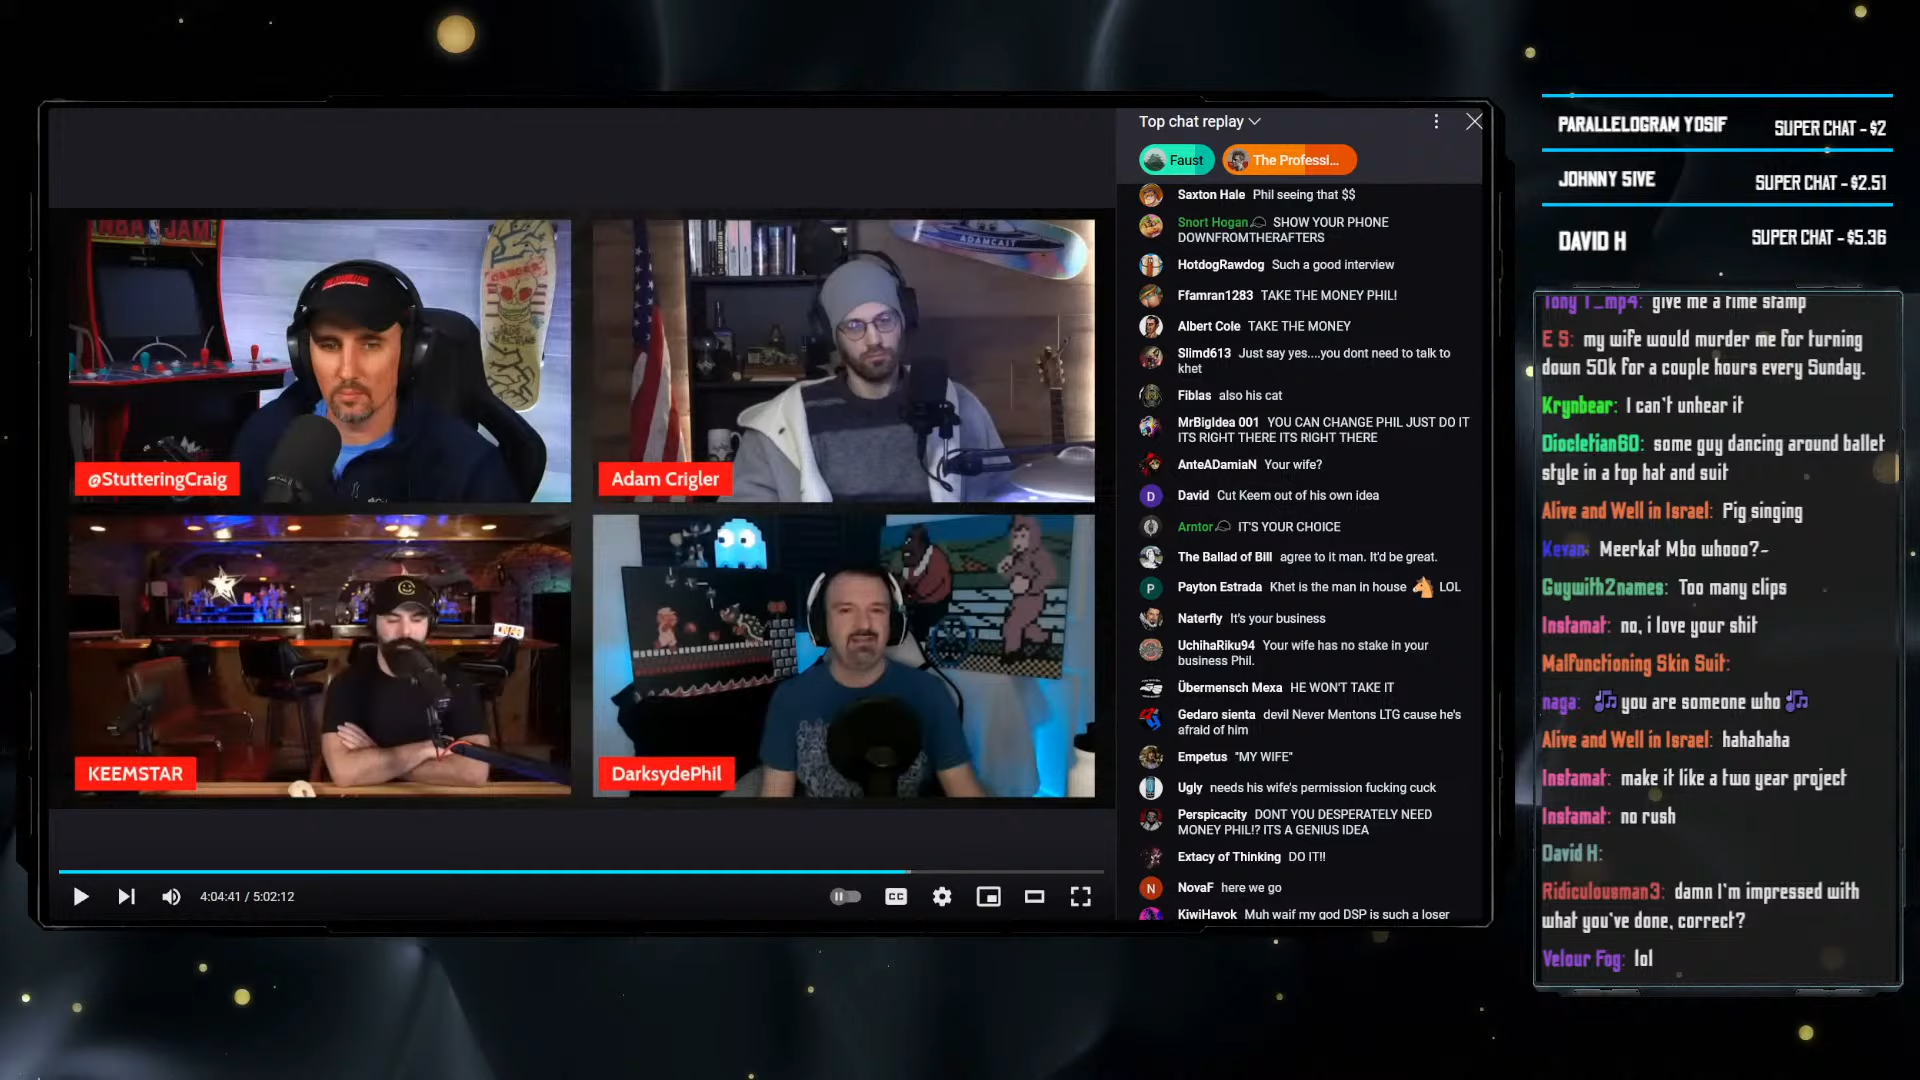 NBA JAM
DANGER
@StutteringCraig
ADAMCAST
Adam Crigler
ON AIR
KEEMSTAR
DarksydePhil
4:04:41 / 5:02:12
CC
Top chat replay
Faust
The Professi...
Saxton Hale Phil seeing that $$
Snort Hogan SHOW YOUR PHONE
DOWNFROMTHERAFTERS
HotdogRawdog Such a good interview
Ffamran1283 TAKE THE MONEY PHIL!
Albert Cole TAKE THE MONEY
Slimd613 Just say yes....you dont need to talk to
khet
Fiblas also his cat
MrBigIdea 001 YOU CAN CHANGE PHIL JUST DO IT
ITS RIGHT THERE ITS RIGHT THERE
AnteADamiaN Your wife?
D David Cut Keem out of his own idea
Arntor IT'S YOUR CHOICE
The Ballad of Bill agree to it man. It'd be great.
P Payton Estrada Khet is the man in house 🐴 LOL
Naterfly It's your business
UchihaRiku94 Your wife has no stake in your
business Phil.
Übermensch Mexa HE WON'T TAKE IT
Gedaro sienta devil Never Mentons LTG cause he's
afraid of him
Empetus "MY WIFE"
Ugly needs his wife's permission fucking cuck
Perspicacity DONT YOU DESPERATELY NEED
MONEY PHIL!? ITS A GENIUS IDEA
Extacy of Thinking DO IT!!
N NovaF here we go
KiwiHavok Muh waif my god DSP is such a loser
PARALLELOGRAM YOSIF SUPER CHAT - $2
JOHNNY 5IVE SUPER CHAT - $2.51
DAVID H SUPER CHAT - $5.36
Tony T_mp4: give me a time stamp
E S: my wife would murder me for turning
down 50k for a couple hours every Sunday.
Krynbear: I can't unhear it
Diocletian60: some guy dancing around ballet
style in a top hat and suit
Alive and Well in Israel: Pig singing
Kevan: Meerkat Mbo whooo?~
Guywith2names: Too many clips
Instamat: no, i love your shit
Malfunctioning Skin Suit:
naga: 🎶 you are someone who 🎶
Alive and Well in Israel: hahahaha
Instamat: make it like a two year project
Instamat: no rush
David H:
Ridiculousman3: damn I'm impressed with
what you've done, correct?
Velour Fog: lol